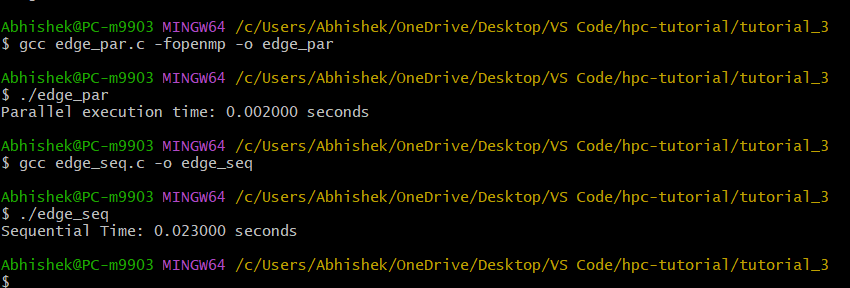 Abhishek@PC-m9903 MINGW64 /c/Users/Abhishek/OneDrive/Desktop/VS Code/hpc-tutorial/tutorial_3
$ gcc edge_par.c -fopenmp -o edge_par
Abhishek@PC-m9903 MINGW64 /c/Users/Abhishek/OneDrive/Desktop/VS Code/hpc-tutorial/tutorial_3
$ ./edge_par
Parallel execution time: 0.002000 seconds
Abhishek@PC-m9903 MINGW64 /c/Users/Abhishek/OneDrive/Desktop/VS Code/hpc-tutorial/tutorial_3
$ gcc edge_seq.c -o edge_seq
Abhishek@PC-m9903 MINGW64 /c/Users/Abhishek/OneDrive/Desktop/VS Code/hpc-tutorial/tutorial_3
$ ./edge_seq
Sequential Time: 0.023000 seconds
Abhishek@PC-m9903 MINGW64 /c/Users/Abhishek/OneDrive/Desktop/VS Code/hpc-tutorial/tutorial_3
$